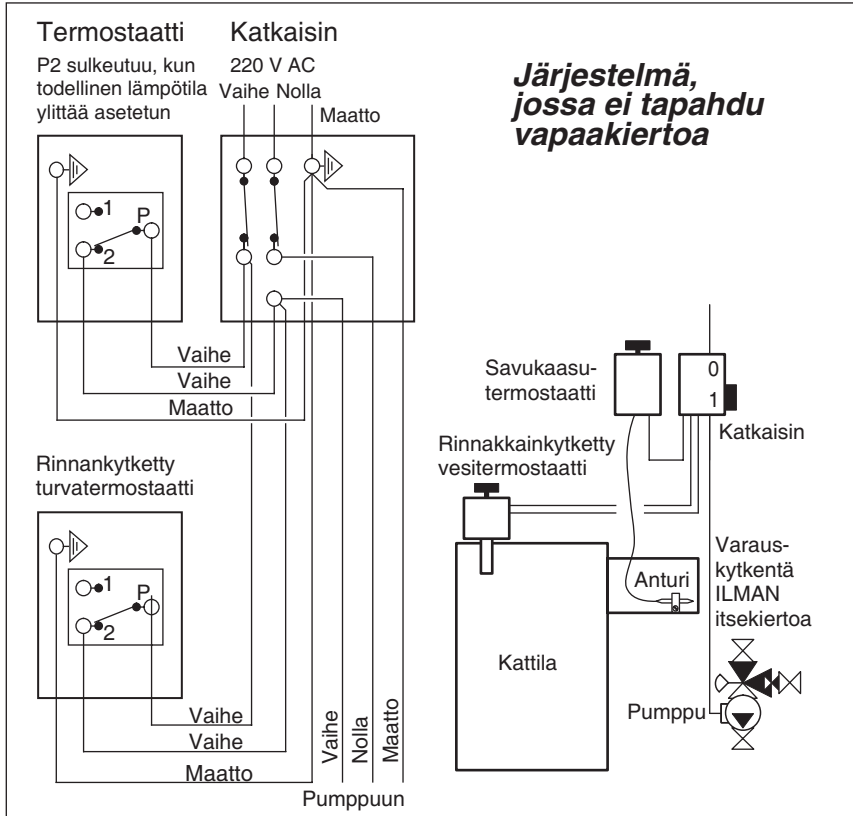 Termostaatti
P2 sulkeutuu, kun
todellinen lämpötila
ylittää asetetun
Katkaisin
220 V AC
Vaihe Nolla
Maatto
Järjestelmä,
jossa ei tapahdu
vapaakiertoa
1
P
2
Vaihe
Vaihe
Maatto
Rinnankytketty
turvatermostaatti
1
P
2
Vaihe
Vaihe
Maatto
Vaihe
Nolla
Maatto
Pumppuun
Savukaasu-
termostaatti
0
1
Katkaisin
Rinnakkainkytketty
vesitermostaatti
Anturi
Kattila
Varaus-
kytkentä
ILMAN
itsekiertoa
Pumppu